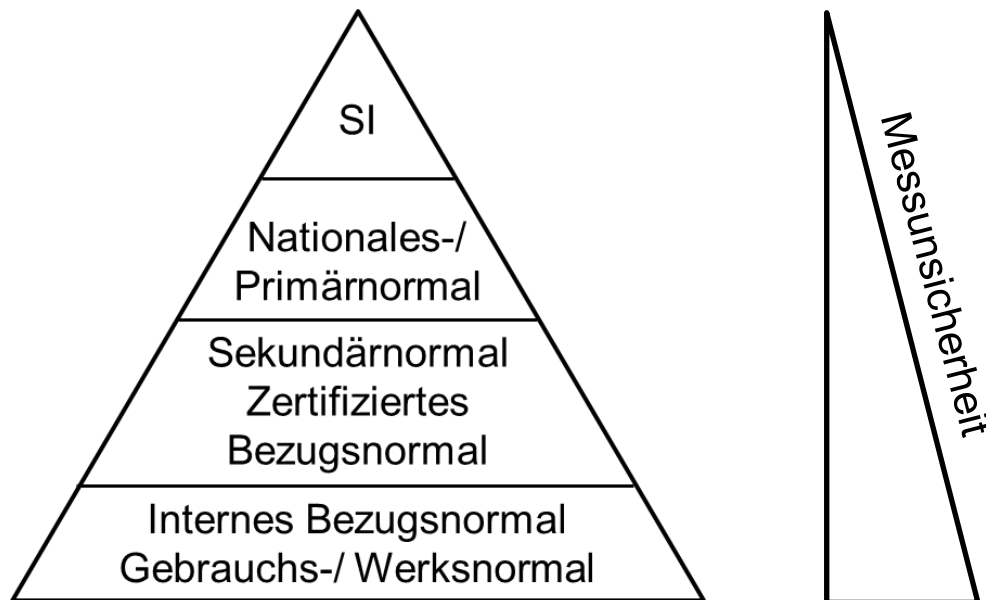 SI
Nationales-/
Primärnormal
Sekundärnormal
Zertifiziertes
Bezugsnormal
Internes Bezugsnormal
Gebrauchs-/ Werksnormal
Messunsicherheit